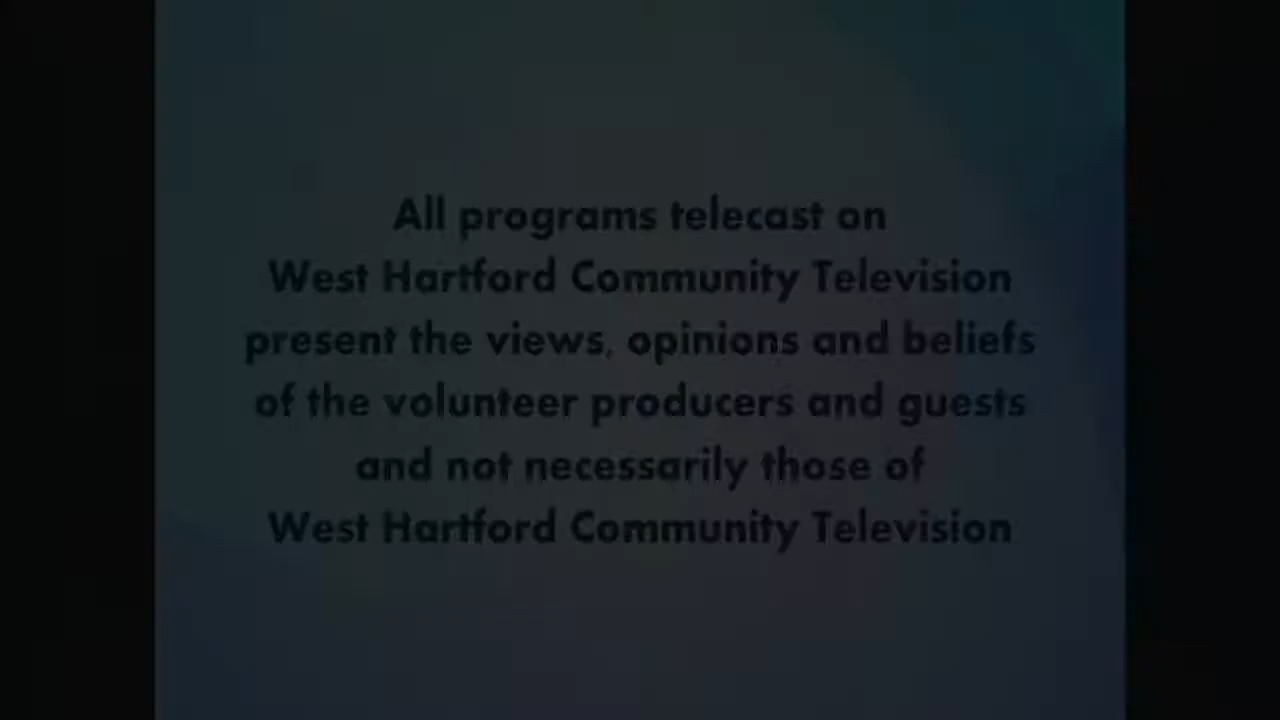 All programs telecast on
West Hartford Community Television
present the views, opinions and beliefs
of the volunteer producers and guests
and not necessarily those of
West Hartford Community Television